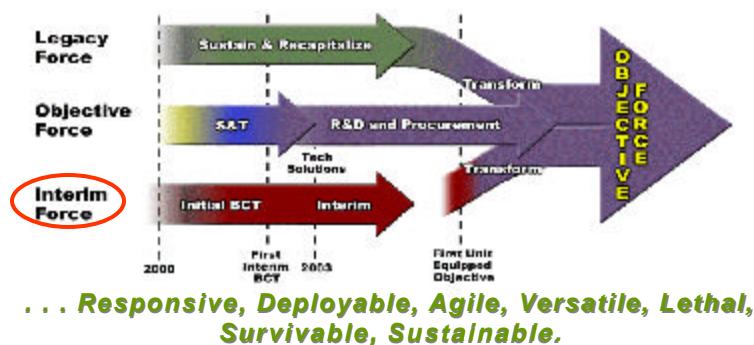 Legacy
Force
Sustain & Recapitalize
Transform
Objective
Force
S&T
R&D and Procurement
OBJECTIVE
FORCE
Tech
Solutions
Transform
Interim
Force
Initial BCT
Interim
2000
First
Interim
BCT
2003
First Unit
Equipped
Objective
. . . Responsive, Deployable, Agile, Versatile, Lethal,
Survivable, Sustainable.